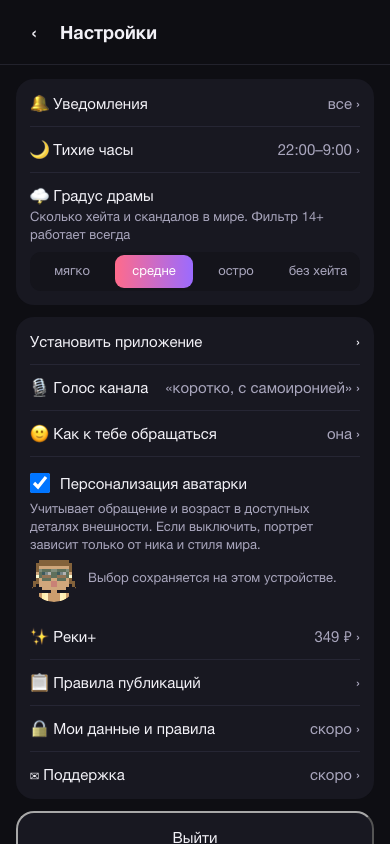 ‹ Настройки
🔔 Уведомления все ›
🌙 Тихие часы 22:00–9:00 ›
🌩 Градус драмы
Сколько хейта и скандалов в мире. Фильтр 14+
работает всегда
мягко средне остро без хейта
Установить приложение ›
🎙 Голос канала «коротко, с самоиронией» ›
🙂 Как к тебе обращаться она ›
Персонализация аватарки
Учитывает обращение и возраст в доступных
деталях внешности. Если выключить, портрет
зависит только от ника и стиля мира.
Выбор сохраняется на этом устройстве.
✨ Реки+ 349 ₽ ›
📋 Правила публикаций ›
🔒 Мои данные и правила скоро ›
✉ Поддержка скоро ›
Выйти